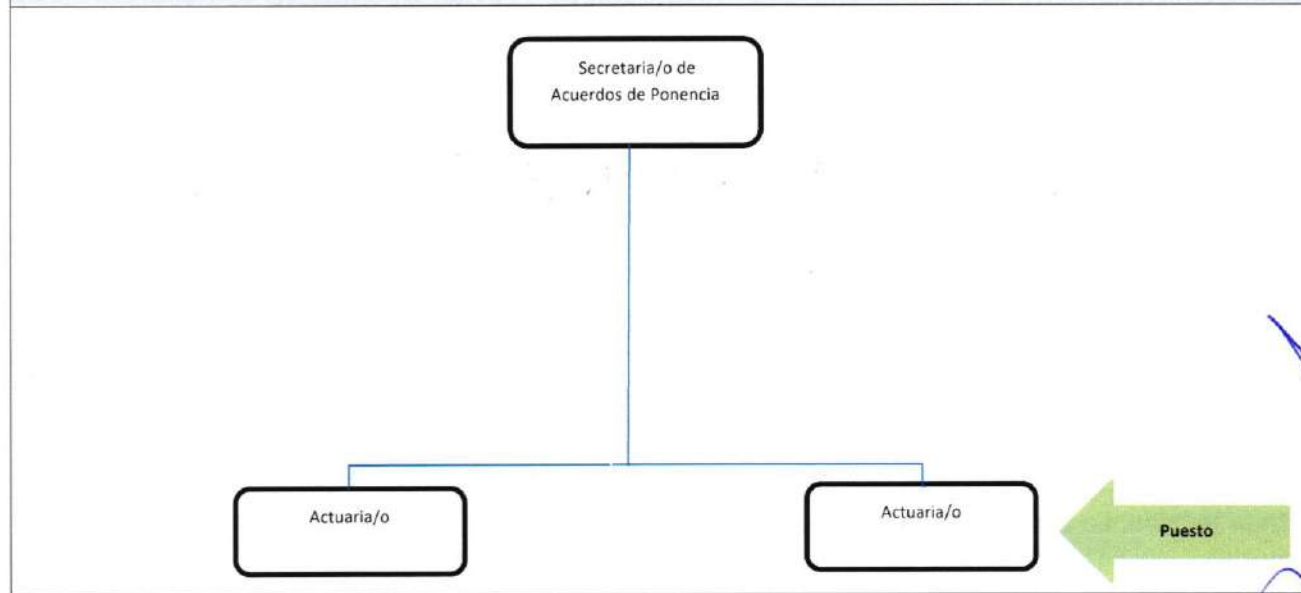 Secretaria/o de
Acuerdos de Ponencia
Actuaria/o
Actuaria/o
Puesto